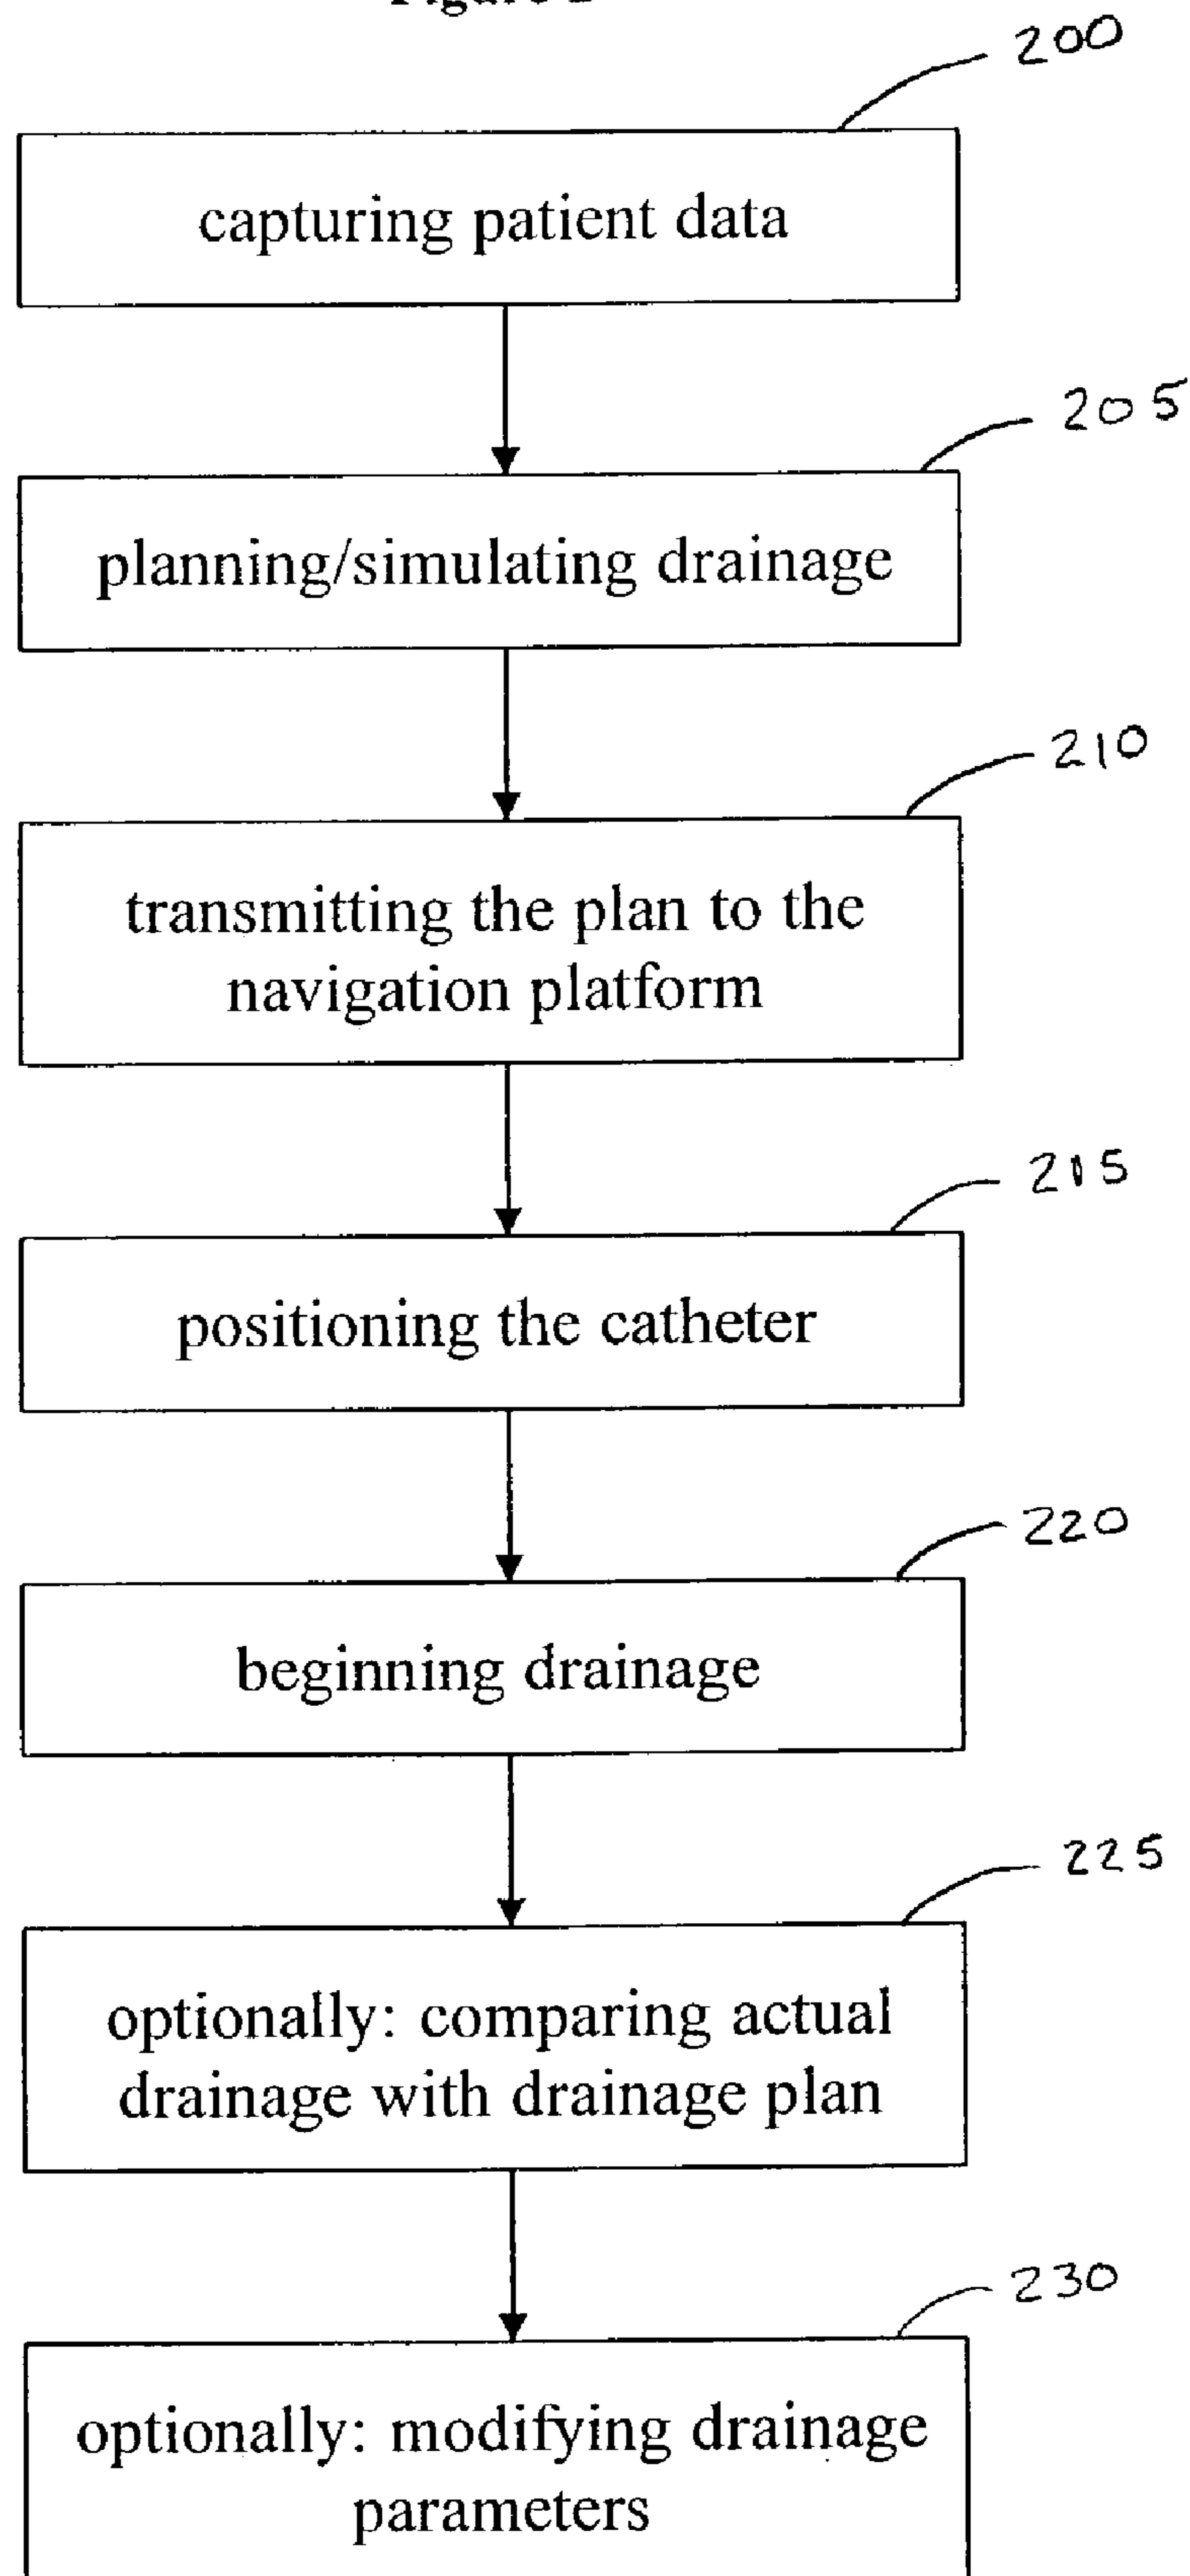 200
capturing patient data
205
planning/simulating drainage
210
transmitting the plan to the
navigation platform
215
positioning the catheter
220
beginning drainage
225
optionally: comparing actual
drainage with drainage plan
230
optionally: modifying drainage
parameters